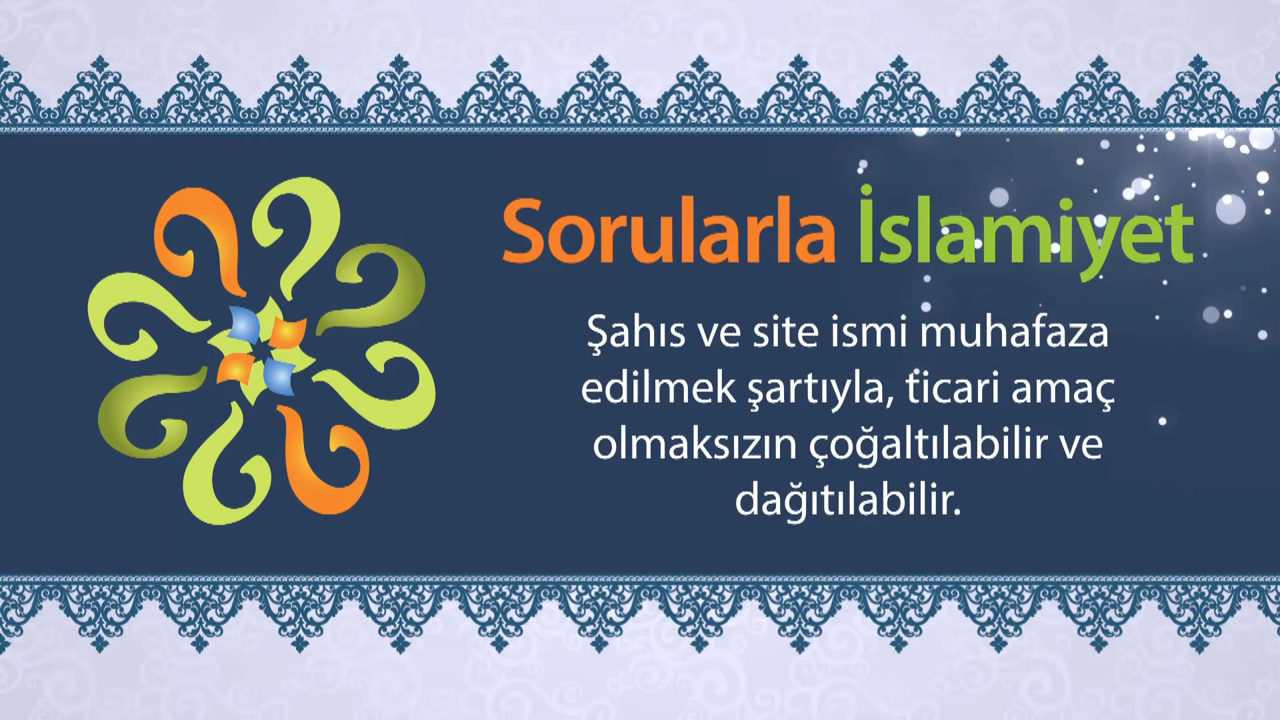 Sorularla İslamiyet
Şahıs ve site ismi muhafaza
edilmek şartıyla, ticari amaç
olmaksızın çoğaltılabilir ve
dağıtılabilir.